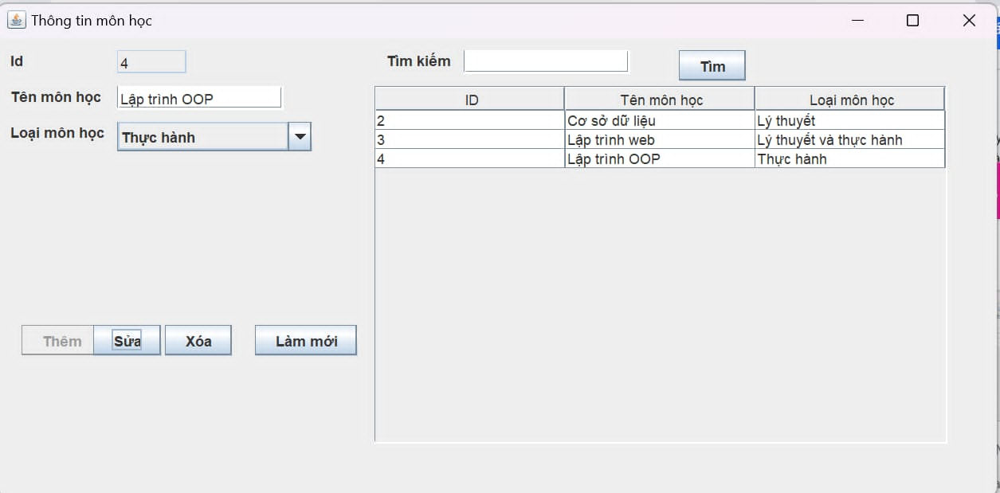 Thông tin môn học
Id 4 Tìm kiếm Tìm
Tên môn học Lập trình OOP
Loại môn học Thực hành
ID Tên môn học Loại môn học
2 Cơ sở dữ liệu Lý thuyết
3 Lập trình web Lý thuyết và thực hành
4 Lập trình OOP Thực hành
Thêm Sửa Xóa Làm mới